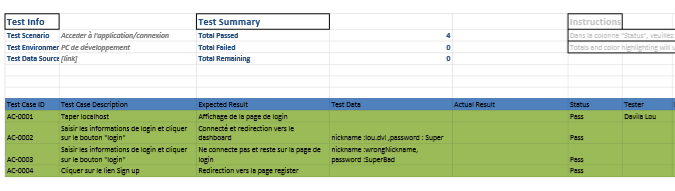 Test Info Test Summary Instructions
Test Scenario Acceder à l'application/connexion Total Passed 4 Dans la colonne "Status", veuillez
Test Environmer PC de développement Total Failed 0 Totals and color highlighting will u
Test Data Source [link] Total Remaining 0
Test Case ID Test Case Description Expected Result Test Data Actual Result Status Tester
AC-0001 Taper localhost Affichage de la page de login Pass Davila Lou
Saisir les informations de login et cliquer Connecté et redirection vers le
AC-0002 sur le bouton "login" dashboard nickname :lou.dvl ,password : Super Pass
Saisir les informations de login et cliquer Ne connecte pas et reste sur la page de nickname :wrongNickname,
AC-0003 sur le bouton "login" login password :SuperBad Pass
AC-0004 Cliquer sur le lien Sign up Redirection vers la page register Pass